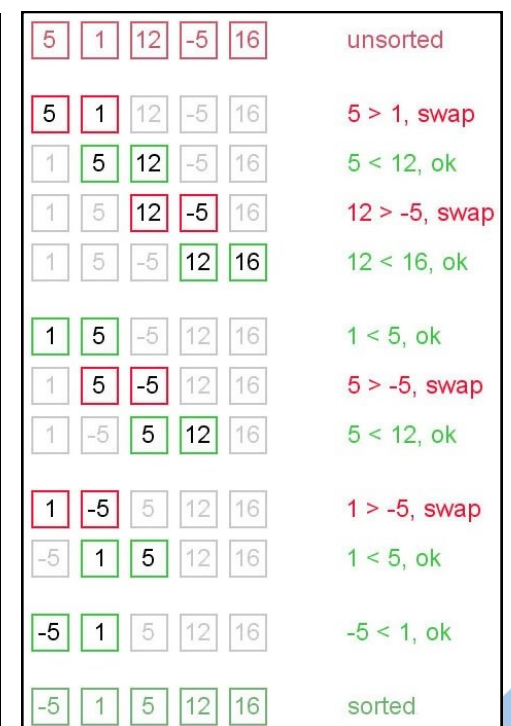 5 1 12 -5 16 unsorted
5 1 12 -5 16 5 > 1, swap
1 5 12 -5 16 5 < 12, ok
1 5 12 -5 16 12 > -5, swap
1 5 -5 12 16 12 < 16, ok
1 5 -5 12 16 1 < 5, ok
1 5 -5 12 16 5 > -5, swap
1 -5 5 12 16 5 < 12, ok
1 -5 5 12 16 1 > -5, swap
-5 1 5 12 16 1 < 5, ok
-5 1 5 12 16 -5 < 1, ok
-5 1 5 12 16 sorted